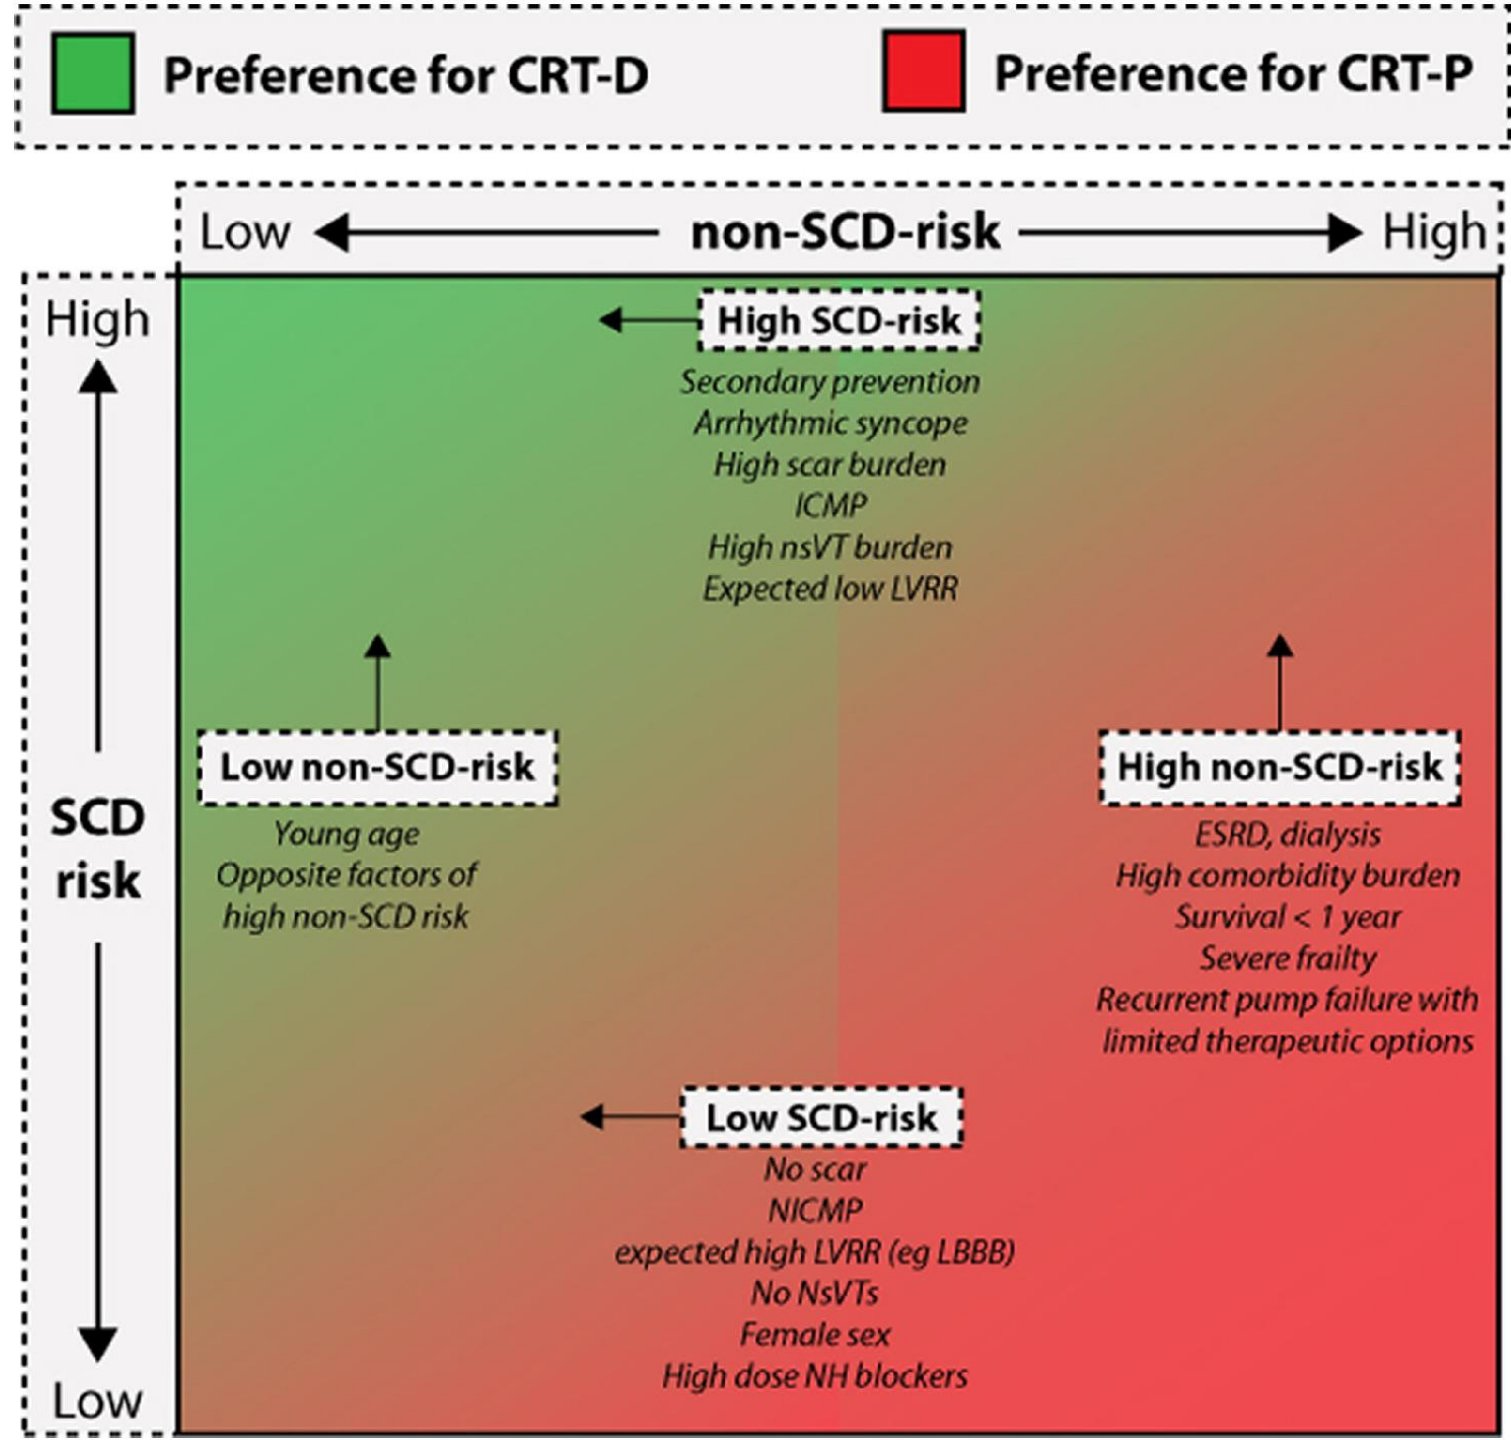 Preference for CRT-D
Preference for CRT-P
Low
non-SCD-risk
High
High
SCD
risk
Low
High SCD-risk
Secondary prevention
Arrhythmic syncope
High scar burden
ICMP
High nsVT burden
Expected low LVRR
Low non-SCD-risk
Young age
Opposite factors of
high non-SCD risk
High non-SCD-risk
ESRD, dialysis
High comorbidity burden
Survival < 1 year
Severe frailty
Recurrent pump failure with
limited therapeutic options
Low SCD-risk
No scar
NICMP
expected high LVRR (eg LBBB)
No NsVTs
Female sex
High dose NH blockers